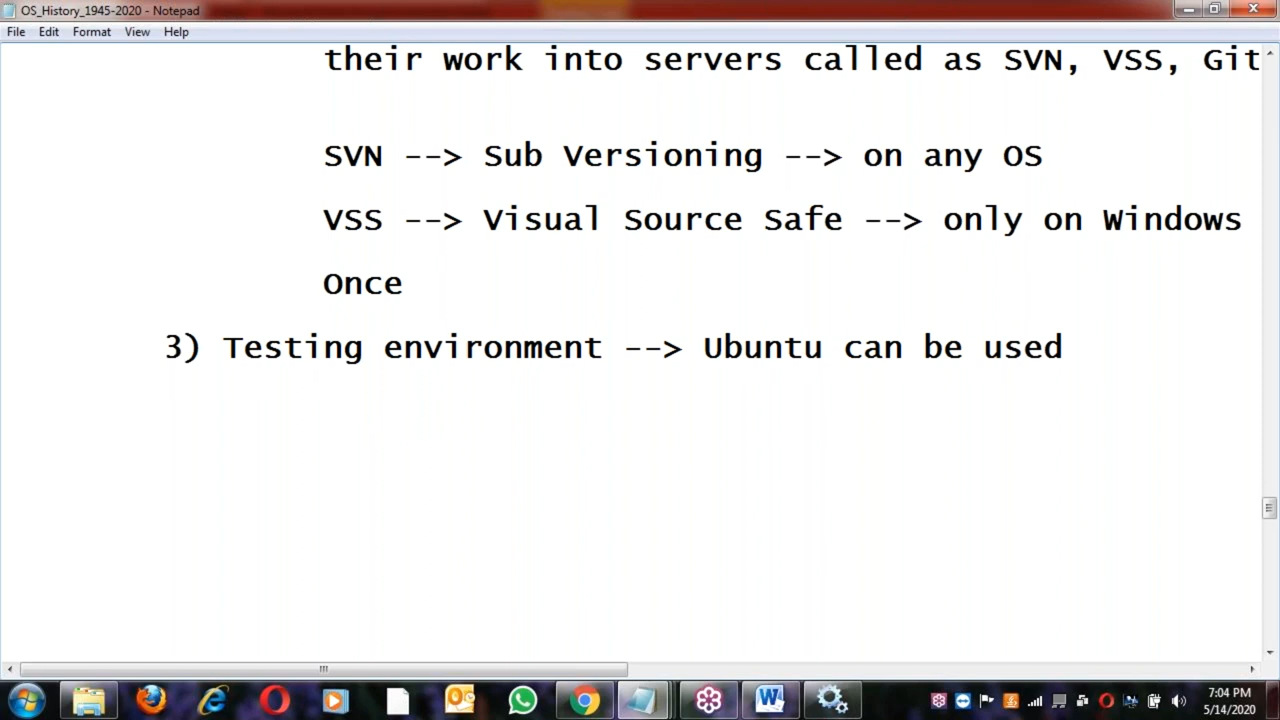 OS_History_1945-2020 - Notepad
File Edit Format View Help
their work into servers called as SVN, VSS, Git
SVN --> Sub Versioning --> on any OS
VSS --> Visual Source Safe --> only on Windows
Once
3) Testing environment --> Ubuntu can be used
7:04 PM
5/14/2020